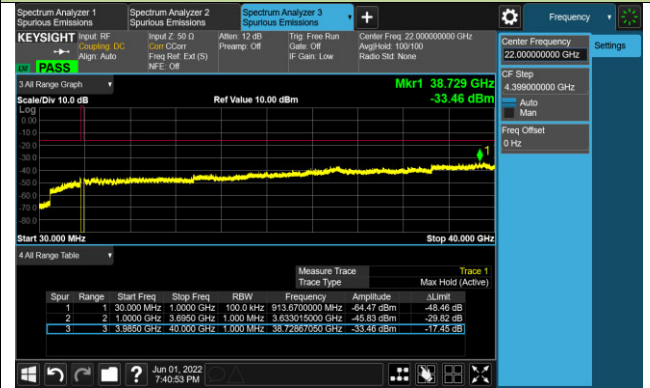 Spectrum Analyzer 1
Spurious Emissions
Spectrum Analyzer 2
Spurious Emissions
Spectrum Analyzer 3
Spurious Emissions
Frequency
KEYSIGHT
Input: RF
Coupling: DC
Align: Auto
Input Z: 50 Ω
Corr CCorr
Freq Ref: Ext (S)
NFE: Off
Atten: 12 dB
Preamp: Off
Trig: Free Run
Gate: Off
IF Gain: Low
Center Freq: 22.000000000 GHz
Avg|Hold: 100/100
Radio Std: None
PASS
Center Frequency
22.000000000 GHz
Settings
CF Step
4.399000000 GHz
Auto
Man
Freq Offset
0 Hz
3 All Range Graph
Mkr1 38.729 GHz
Scale/Div 10.0 dB
Ref Value 10.00 dBm
-33.46 dBm
Log
0.00
-10.0
-20.0
-30.0
-40.0
-50.0
-60.0
-70.0
-80.0
1
Start 30.000 MHz
Stop 40.000 GHz
4 All Range Table
Measure Trace
Trace 1
Trace Type
Max Hold (Active)
Spur Range Start Freq Stop Freq RBW Frequency Amplitude ΔLimit
1 1 30.000 MHz 1.0000 GHz 100.0 kHz 913.6700000 MHz -64.47 dBm -48.46 dB
2 2 1.0000 GHz 3.6950 GHz 1.000 MHz 3.633015000 GHz -45.83 dBm -29.82 dB
3 3 3.9850 GHz 40.000 GHz 1.000 MHz 38.72867050 GHz -33.46 dBm -17.45 dB
Jun 01, 2022
7:40:53 PM